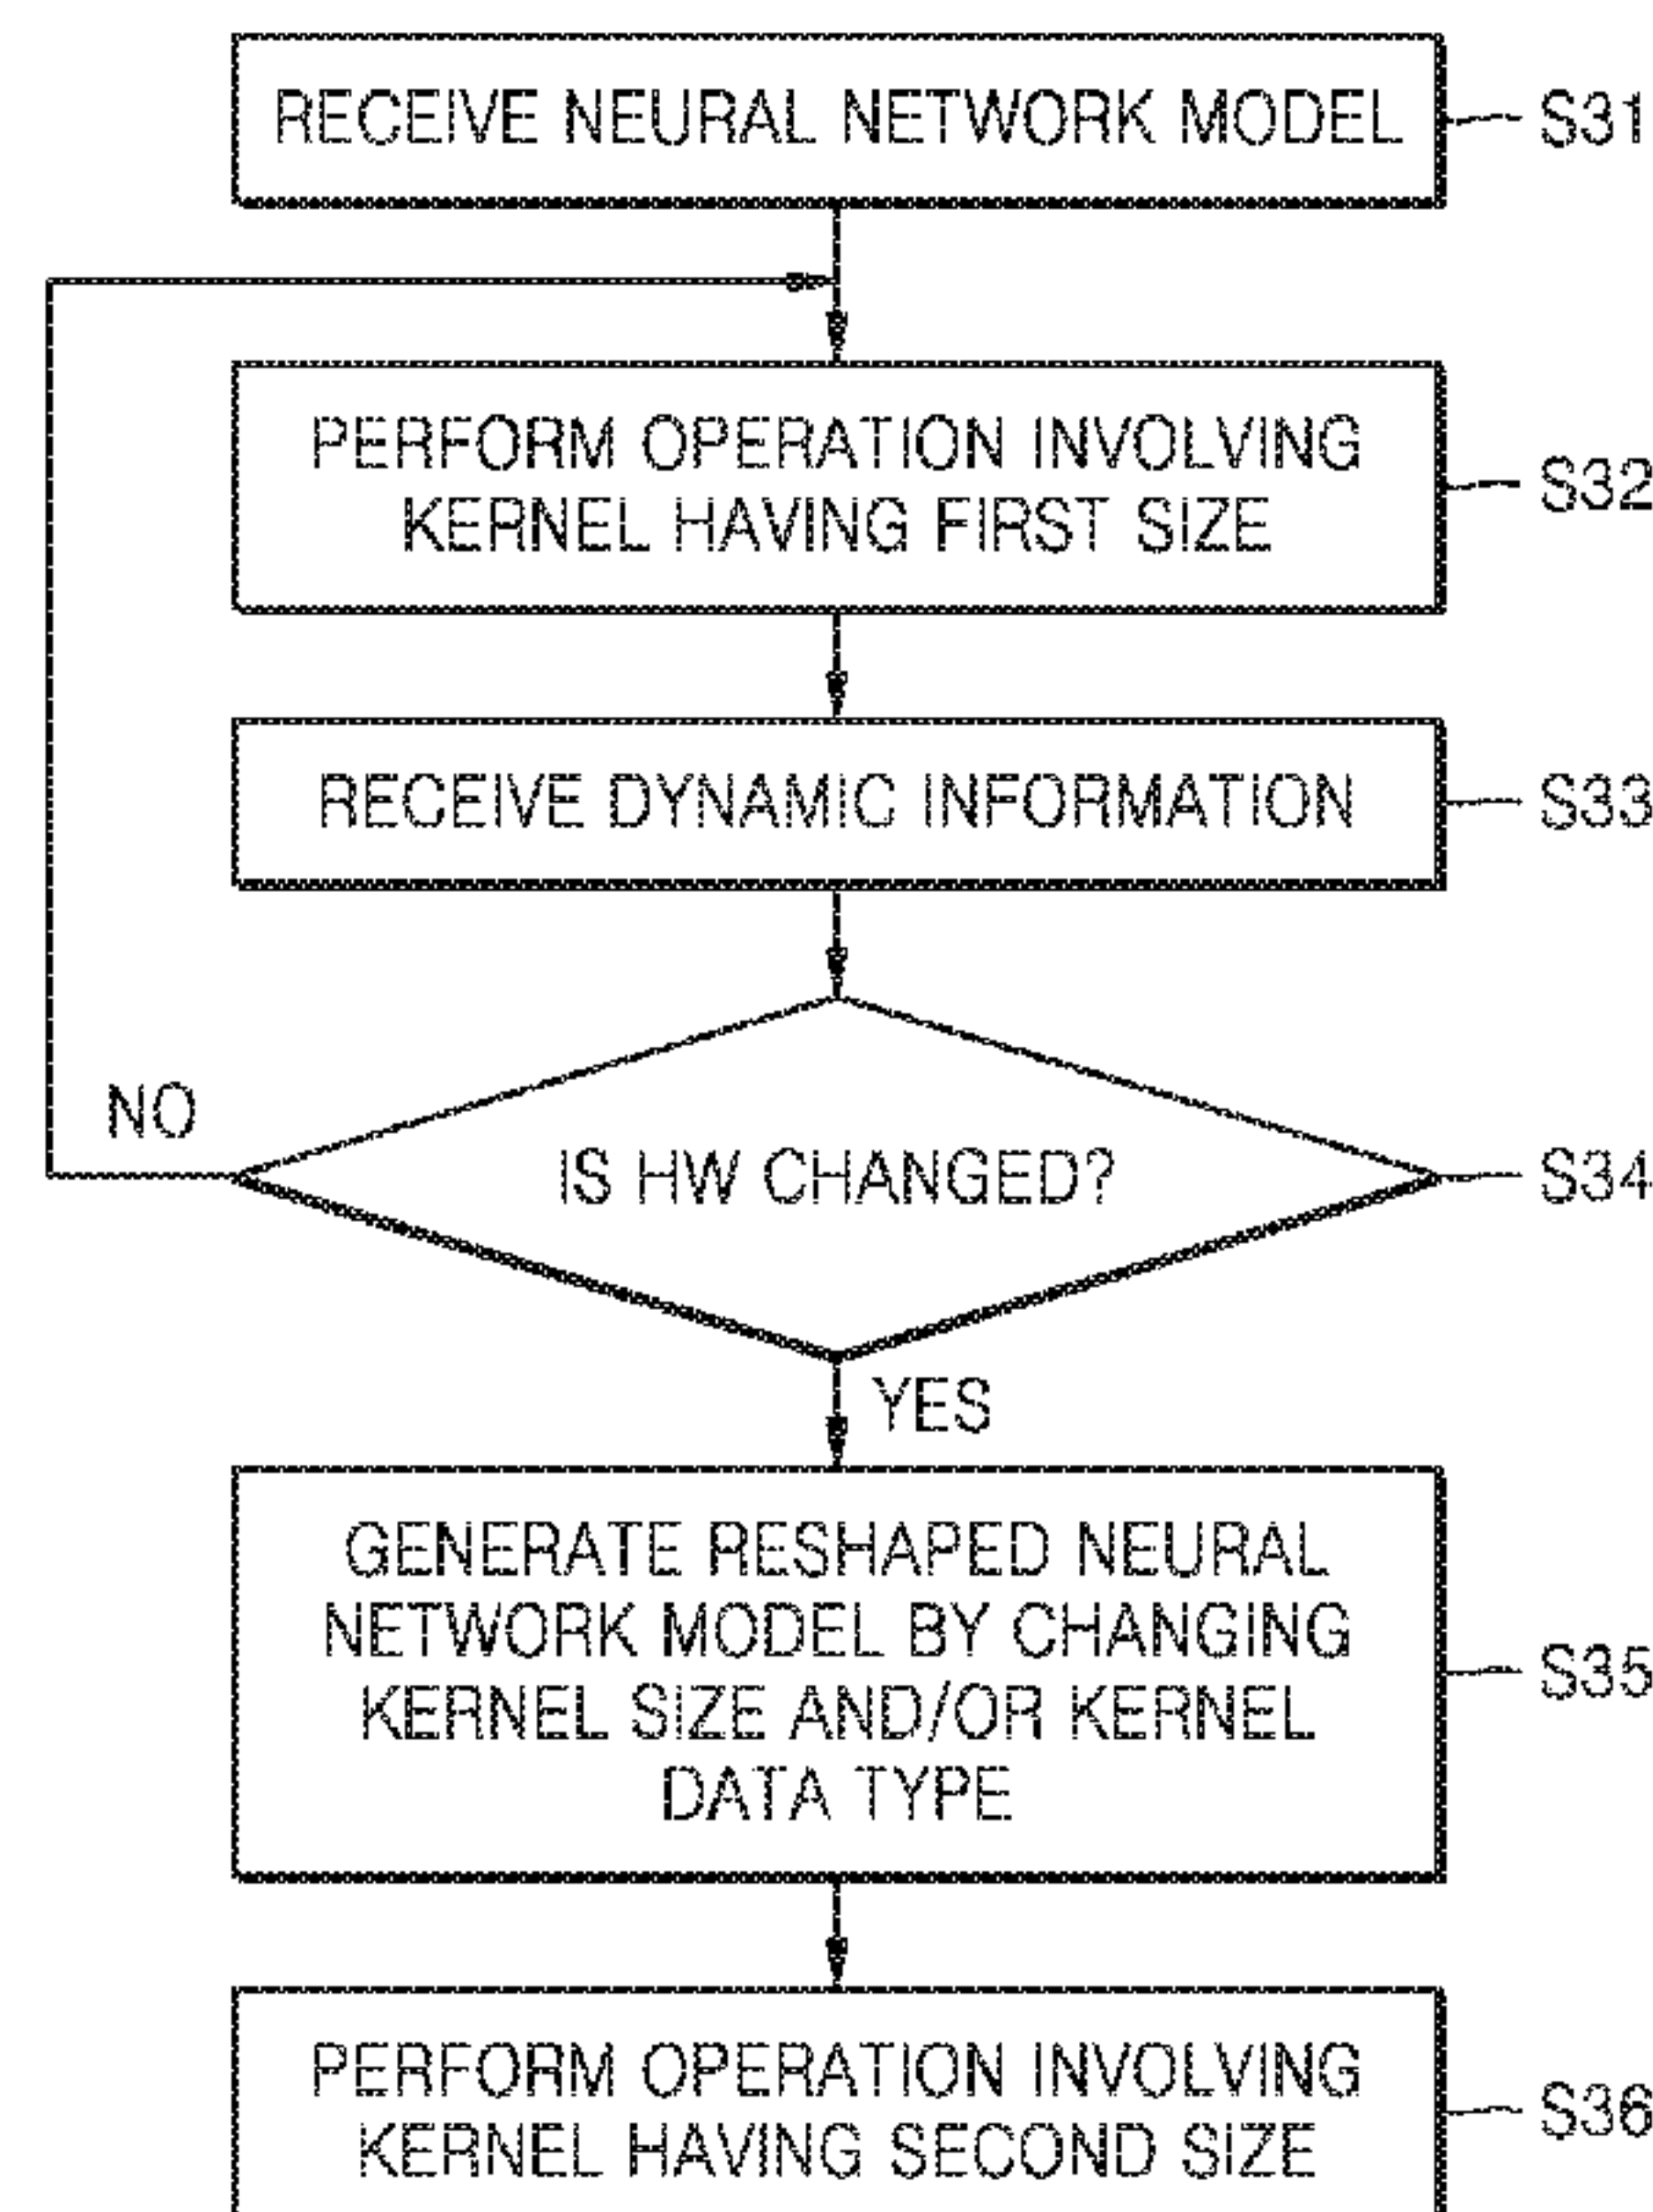 RECEIVE NEURAL NETWORK MODEL
S31
PERFORM OPERATION INVOLVING
KERNEL HAVING FIRST SIZE
S32
RECEIVE DYNAMIC INFORMATION
S33
NO
IS HW CHANGED?
S34
YES
GENERATE RESHAPED NEURAL
NETWORK MODEL BY CHANGING
KERNEL SIZE AND/OR KERNEL
DATA TYPE
S35
PERFORM OPERATION INVOLVING
KERNEL HAVING SECOND SIZE
S36